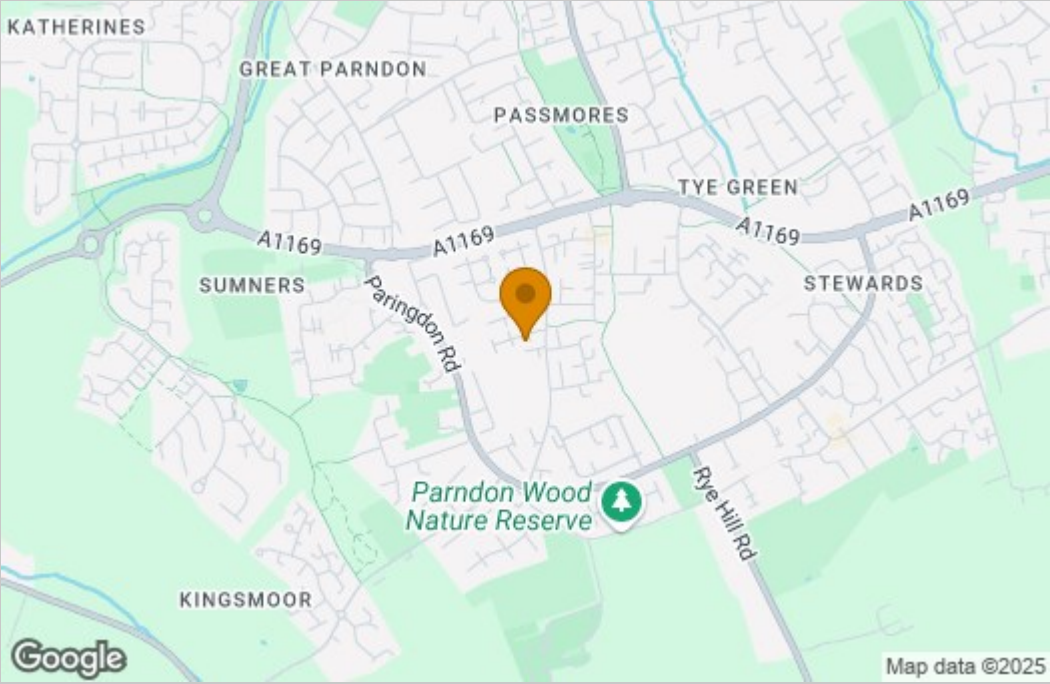 KATHERINES
GREAT PARNDON
PASSMORES
TYE GREEN
A1169
A1169
A1169
A1169
SUMNERS
STEWARDS
Paringdon Rd
Parndon Wood
Nature Reserve
Rye Hill Rd
KINGSMOOR
Google
Map data ©2025